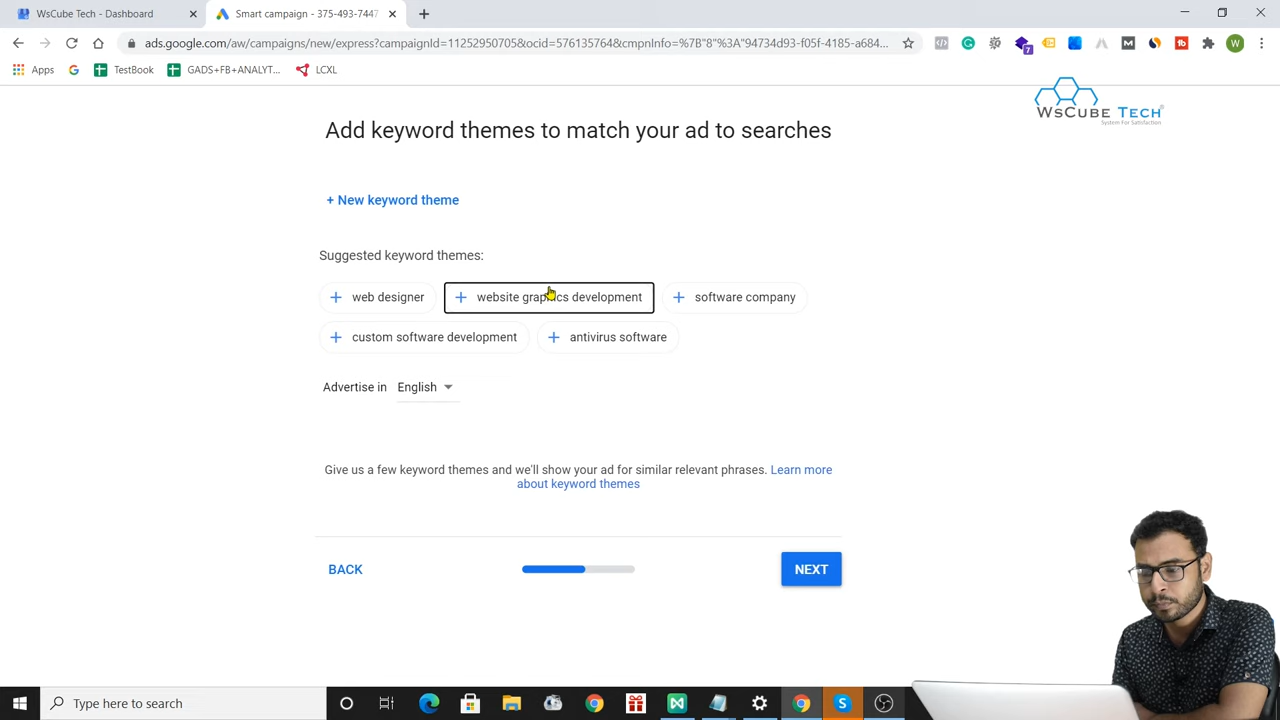 WsCube Tech - Dashboard
Smart campaign - 375-493-7447
ads.google.com/aw/campaigns/new/express?campaignId=11252950705&ocid=576135764&cmpnInfo=%7B"8"%3A"94734d93-f05f-4185-a684...
7
W
Apps
TestBook
GADS+FB+ANALYT...
LCXL
WsCUBE TECH
System For Satisfaction
Add keyword themes to match your ad to searches
+ New keyword theme
Suggested keyword themes:
+ web designer
+ website graphics development
+ software company
+ custom software development
+ antivirus software
Advertise in English
Give us a few keyword themes and we'll show your ad for similar relevant phrases. Learn more
about keyword themes
BACK
NEXT
Type here to search